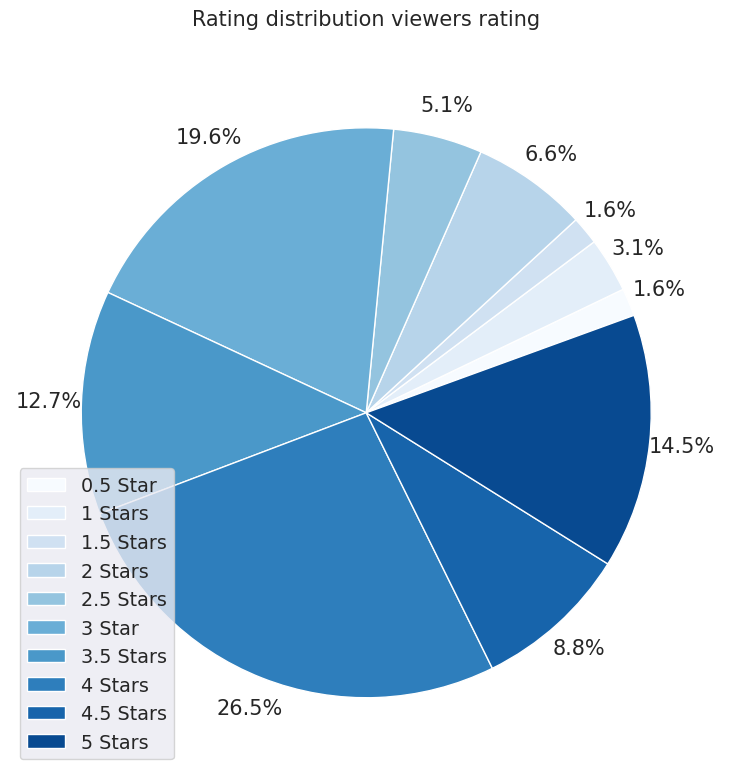 Rating distribution viewers rating
5.1%
19.6%
6.6%
1.6%
3.1%
1.6%
12.7%
14.5%
0.5 Star
1 Stars
1.5 Stars
2 Stars
2.5 Stars
3 Star
3.5 Stars
4 Stars
4.5 Stars
5 Stars
8.8%
26.5%